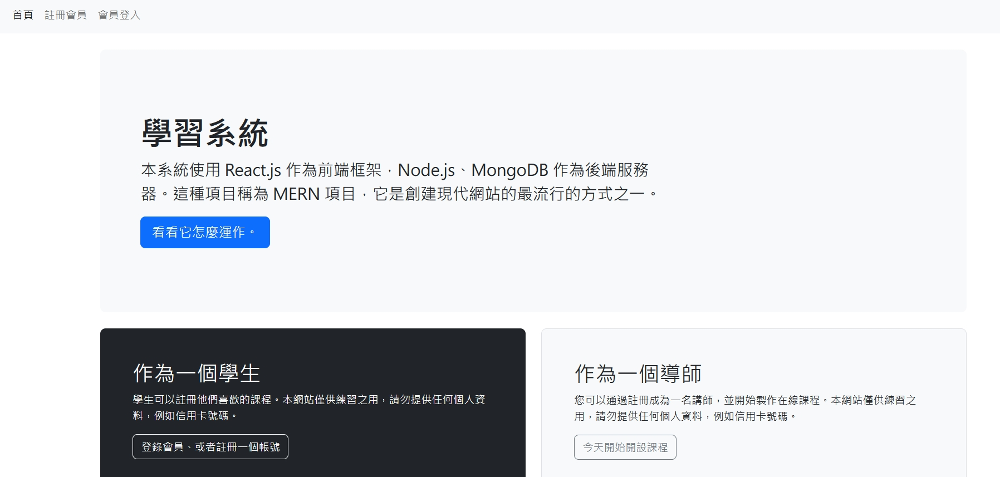 首頁 註冊會員 會員登入
學習系統
本系統使用 React.js 作為前端框架，Node.js、MongoDB 作為後端服務
器。這種項目稱為 MERN 項目，它是創建現代網站的最流行的方式之一。
看看它怎麼運作。
作為一個學生
學生可以註冊他們喜歡的課程。本網站僅供練習之用，請勿提供任何個人資
料，例如信用卡號碼。
登錄會員、或者註冊一個帳號
作為一個導師
您可以通過註冊成為一名講師，並開始製作在線課程。本網站僅供練習之
用，請勿提供任何個人資料，例如信用卡號碼。
今天開始開設課程